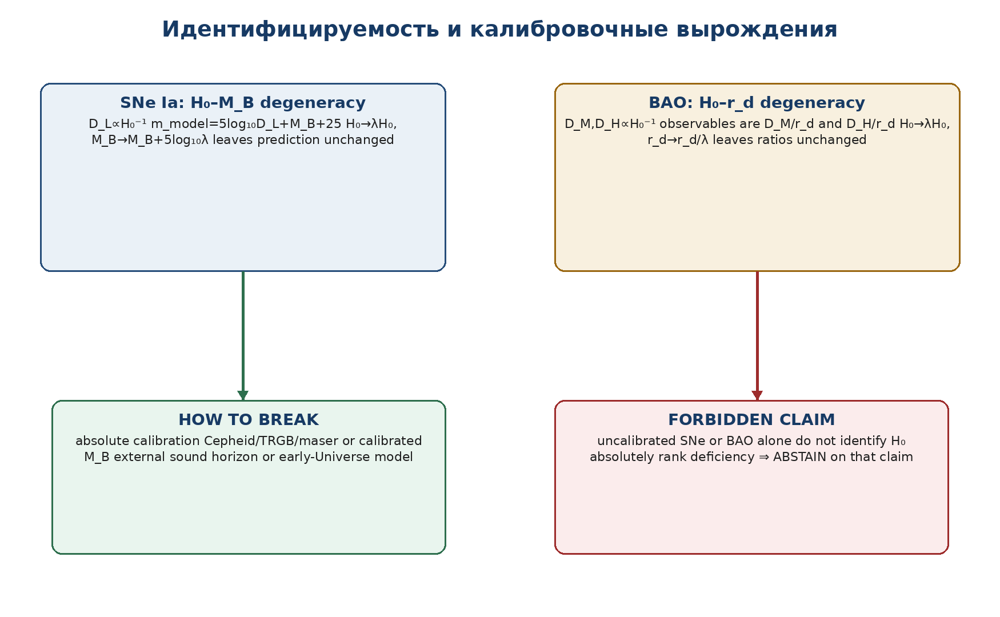 Идентифицируемость и калибровочные вырождения
SNe Ia: H₀–M_B degeneracy
D_L∝H₀⁻¹ m_model=5log₁₀D_L+M_B+25 H₀→λH₀,
M_B→M_B+5log₁₀λ leaves prediction unchanged
BAO: H₀–r_d degeneracy
D_M,D_H∝H₀⁻¹ observables are D_M/r_d and D_H/r_d H₀→λH₀,
r_d→r_d/λ leaves ratios unchanged
HOW TO BREAK
absolute calibration Cepheid/TRGB/maser or calibrated
M_B external sound horizon or early-Universe model
FORBIDDEN CLAIM
uncalibrated SNe or BAO alone do not identify H₀
absolutely rank deficiency ⇒ ABSTAIN on that claim